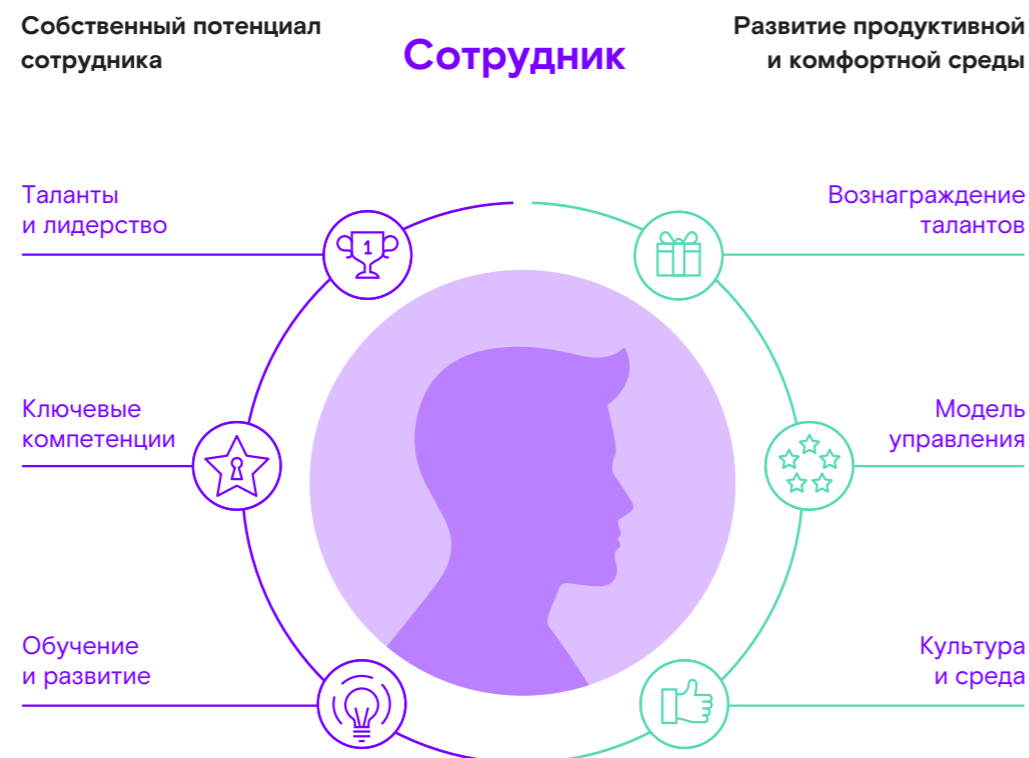 Собственный потенциал
сотрудника
Сотрудник
Развитие продуктивной
и комфортной среды
Таланты
и лидерство
Вознаграждение
талантов
1
Ключевые
компетенции
Модель
управления
Обучение
и развитие
Культура
и среда